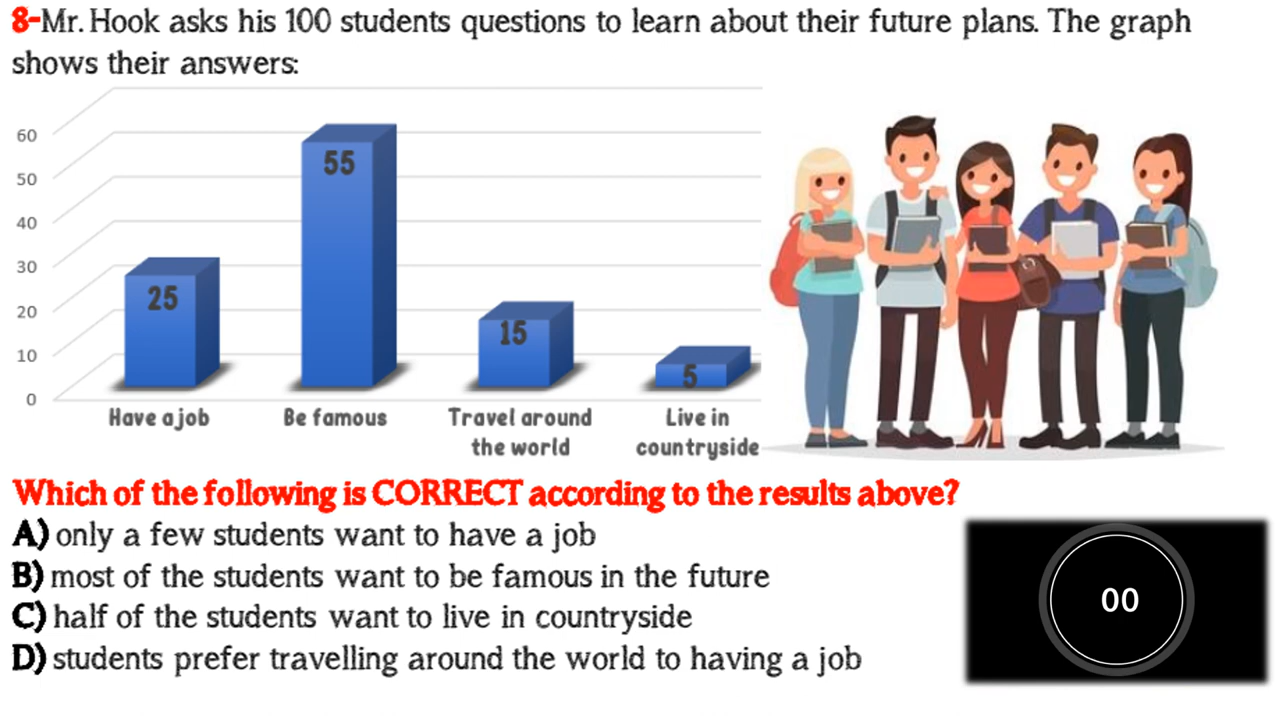 8-Mr. Hook asks his 100 students questions to learn about their future plans. The graph
shows their answers:
60
50
40
30
20
10
0
25
55
15
5
Have a job
Be famous
Travel around
the world
Live in
countryside
Which of the following is CORRECT according to the results above?
A) only a few students want to have a job
B) most of the students want to be famous in the future
C) half of the students want to live in countryside
D) students prefer travelling around the world to having a job
00